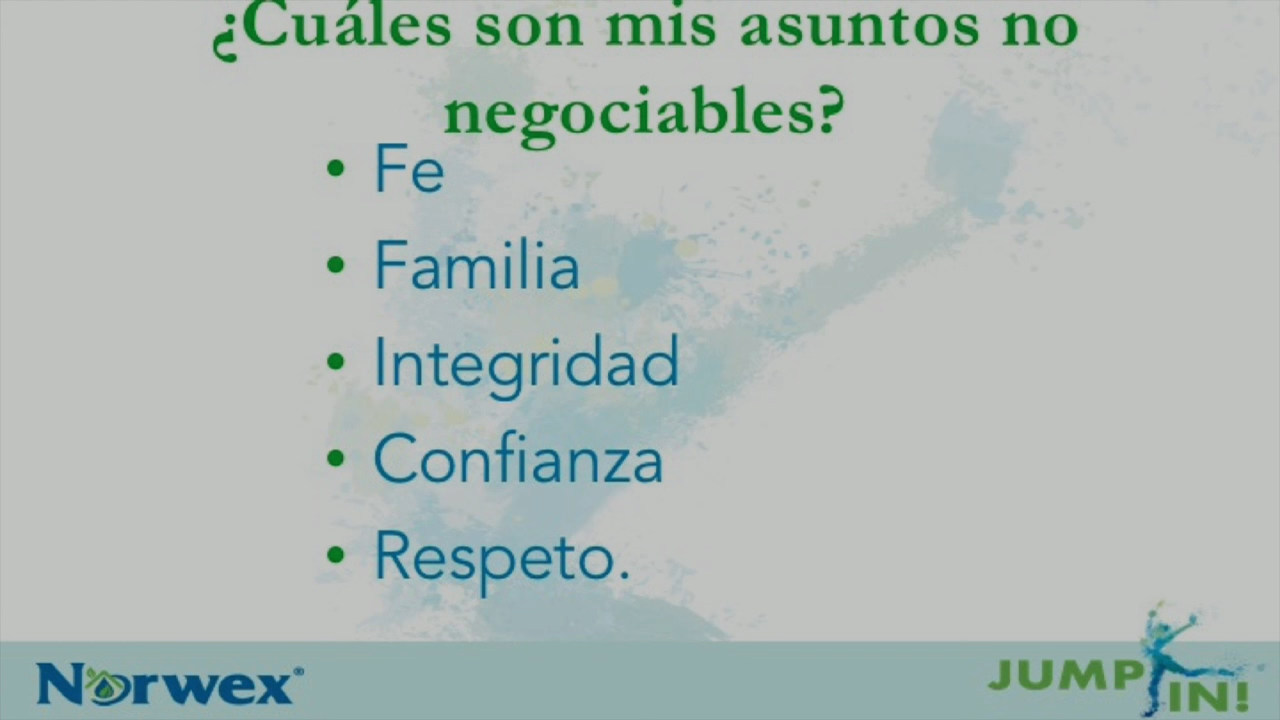 ¿Cuáles son mis asuntos no
negociables?
• Fe
• Familia
• Integridad
• Confianza
• Respeto.
Norwex®
JUMP
IN!